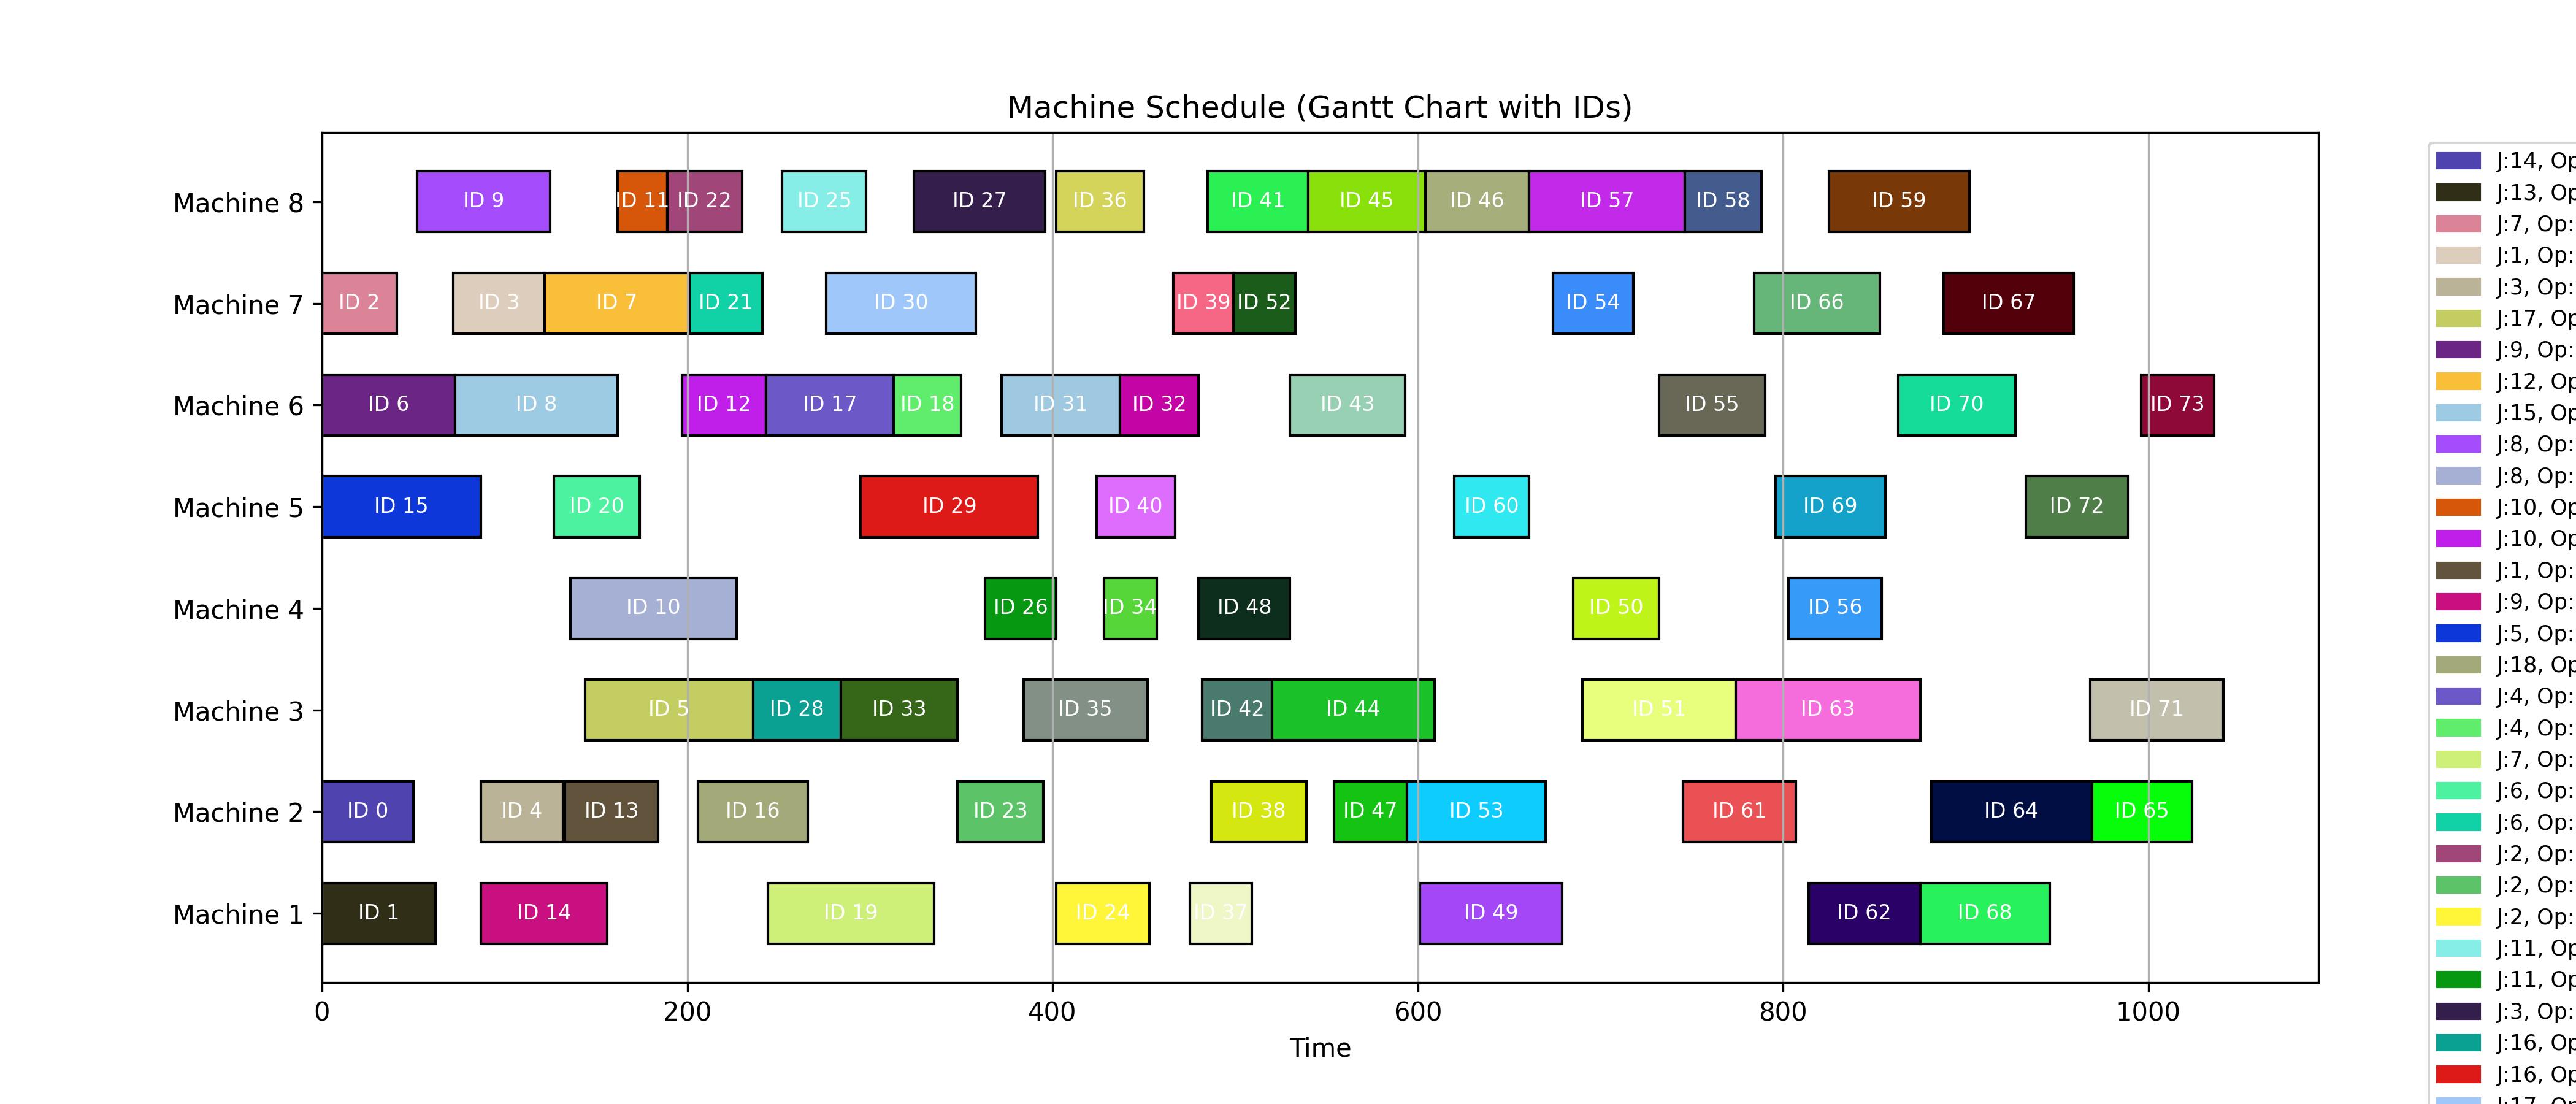 Machine Schedule (Gantt Chart with IDs)
Machine 8
ID 9
ID 11
ID 22
ID 25
ID 27
ID 36
ID 41
ID 45
ID 46
ID 57
ID 58
ID 59
Machine 7
ID 2
ID 3
ID 7
ID 21
ID 30
ID 39
ID 52
ID 54
ID 66
ID 67
Machine 6
ID 6
ID 8
ID 12
ID 17
ID 18
ID 31
ID 32
ID 43
ID 55
ID 70
ID 73
Machine 5
ID 15
ID 20
ID 29
ID 40
ID 60
ID 69
ID 72
Machine 4
ID 10
ID 26
ID 34
ID 48
ID 50
ID 56
Machine 3
ID 5
ID 28
ID 33
ID 35
ID 42
ID 44
ID 51
ID 63
ID 71
Machine 2
ID 0
ID 4
ID 13
ID 16
ID 23
ID 38
ID 47
ID 53
ID 61
ID 64
ID 65
Machine 1
ID 1
ID 14
ID 19
ID 24
ID 37
ID 49
ID 62
ID 68
0 200 400 600 800 1000
Time
J:14, Op
J:13, Op
J:7, Op:
J:1, Op:
J:3, Op:
J:17, Op
J:9, Op:
J:12, Op
J:15, Op
J:8, Op:
J:8, Op:
J:10, Op
J:10, Op
J:1, Op:
J:9, Op:
J:5, Op:
J:18, Op
J:4, Op:
J:4, Op:
J:7, Op:
J:6, Op:
J:6, Op:
J:2, Op:
J:2, Op:
J:2, Op:
J:11, Op
J:11, Op
J:3, Op:
J:16, Op
J:16, Op
J:17, Op